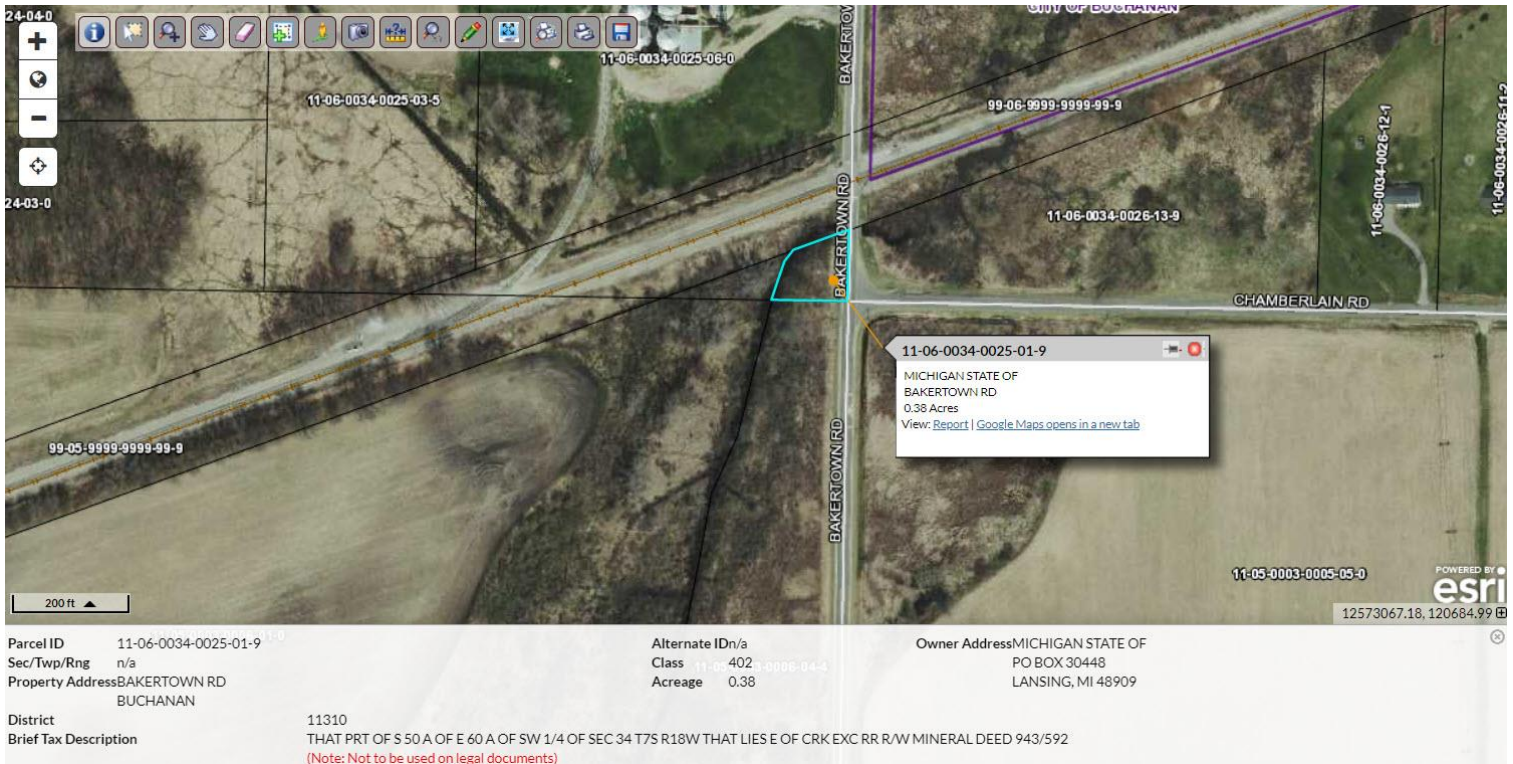 24-04-0
CITY OF BUCHANAN
BAKERTOW
11-06-0034-0025-06-0
11-06-0034-0025-03-5
99-06-9999-9999-99-9
11-06-0034-0026-12-1
11-06-0034-0026-11-2
24-03-0
BAKERTOWN RD
11-06-0034-0026-13-9
CHAMBERLAIN RD
11-06-0034-0025-01-9
MICHIGAN STATE OF
BAKERTOWN RD
0.38 Acres
View: Report | Google Maps opens in a new tab
BAKERTOWN RD
99-05-9999-9999-99-9
11-05-0003-0005-05-0
POWERED BY
esri
200 ft
12573067.18, 120684.99
Parcel ID 11-06-0034-0025-01-9
Alternate ID n/a
Owner Address MICHIGAN STATE OF
Sec/Twp/Rng n/a
Class 402
PO BOX 30448
Property Address BAKERTOWN RD
Acreage 0.38
LANSING, MI 48909
BUCHANAN
District 11310
Brief Tax Description THAT PRT OF S 50 A OF E 60 A OF SW 1/4 OF SEC 34 T7S R18W THAT LIES E OF CRK EXC RR R/W MINERAL DEED 943/592
(Note: Not to be used on legal documents)